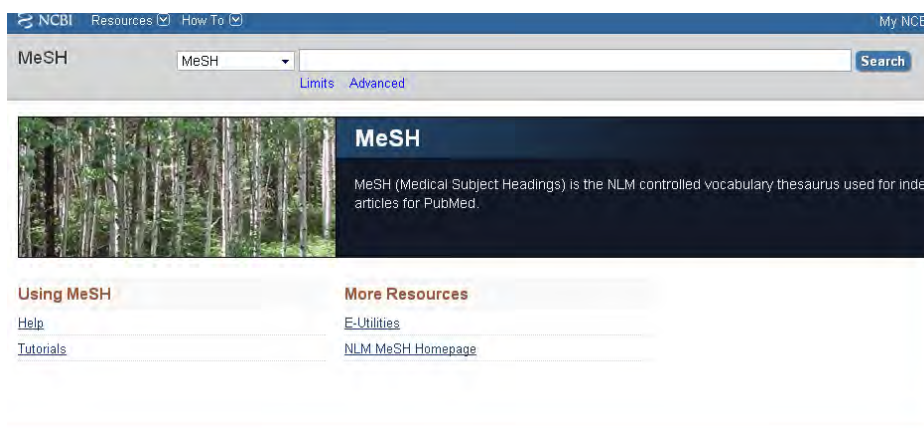 NCBI Resources How To My NCB
MeSH MeSH Search
Limits Advanced
MeSH
MeSH (Medical Subject Headings) is the NLM controlled vocabulary thesaurus used for inde
articles for PubMed.
Using MeSH More Resources
Help E-Utilities
Tutorials NLM MeSH Homepage